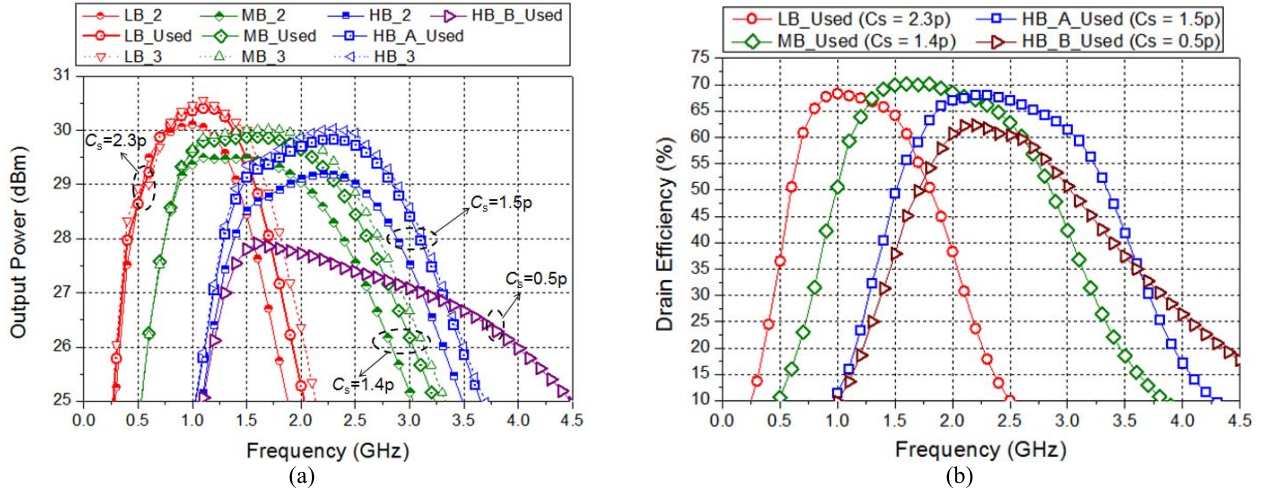 LB_2 MB_2 HB_2 HB_B_Used
LB_Used MB_Used HB_A_Used
LB_3 MB_3 HB_3
31
30
29
28
27
26
25
Output Power (dBm)
Cs=2.3p
Cs=1.5p
Cs=0.5p
Cs=1.4p
0.0 0.5 1.0 1.5 2.0 2.5 3.0 3.5 4.0 4.5
Frequency (GHz)
(a)
LB_Used (Cs = 2.3p) HB_A_Used (Cs = 1.5p)
MB_Used (Cs = 1.4p) HB_B_Used (Cs = 0.5p)
75
70
65
60
55
50
45
40
35
30
25
20
15
10
Drain Efficiency (%)
0.0 0.5 1.0 1.5 2.0 2.5 3.0 3.5 4.0 4.5
Frequency (GHz)
(b)